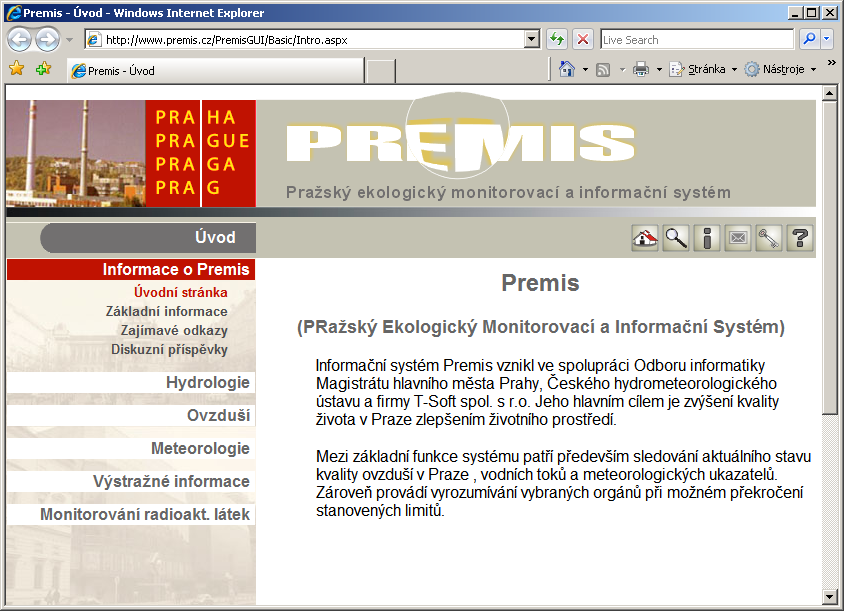 Premis - Úvod - Windows Internet Explorer
http://www.premis.cz/PremisGUI/Basic/Intro.aspx
Live Search
Premis - Úvod
Stránka
Nástroje
PRA HA
PRA GUE
PRA GA
PRA G
PREMIS
Pražský ekologický monitorovací a informační systém
Úvod
Informace o Premis
Úvodní stránka
Základní informace
Zajímavé odkazy
Diskuzní příspěvky
Hydrologie
Ovzduší
Meteorologie
Výstražné informace
Monitorování radioakt. látek
Premis
(PRažský Ekologický Monitorovací a Informační Systém)
Informační systém Premis vznikl ve spolupráci Odboru informatiky
Magistrátu hlavního města Prahy, Českého hydrometeorologického
ústavu a firmy T-Soft spol. s r.o. Jeho hlavním cílem je zvýšení kvality
života v Praze zlepšením životního prostředí.
Mezi základní funkce systému patří především sledování aktuálního stavu
kvality ovzduší v Praze , vodních toků a meteorologických ukazatelů.
Zároveň provádí vyrozumívání vybraných orgánů při možném překročení
stanovených limitů.